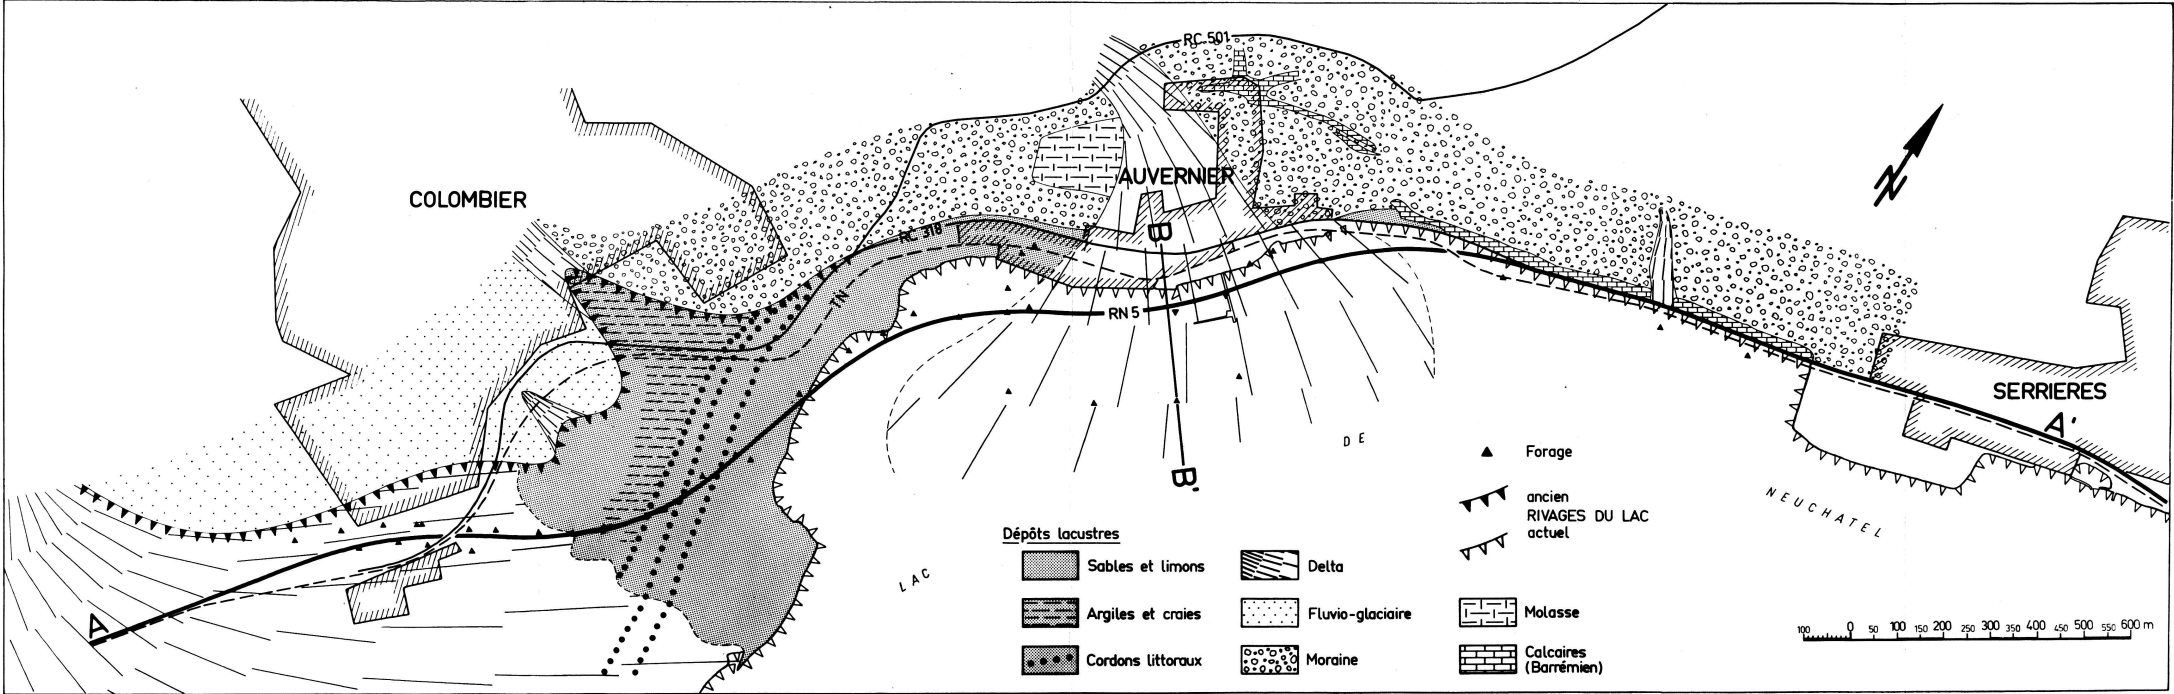 RC 501
COLOMBIER
AUVERNIER
N
RC 318
TN
B
RN 5
SERRIERES
A'
B'
DE
NEUCHATEL
LAC
A
Forage
ancien
RIVAGES DU LAC
actuel
Dépôts lacustres
Sables et limons
Delta
Argiles et craies
Fluvio-glaciaire
Molasse
Cordons littoraux
Moraine
Calcaires
(Barrémien)
100 0 50 100 150 200 250 300 350 400 450 500 550 600 m